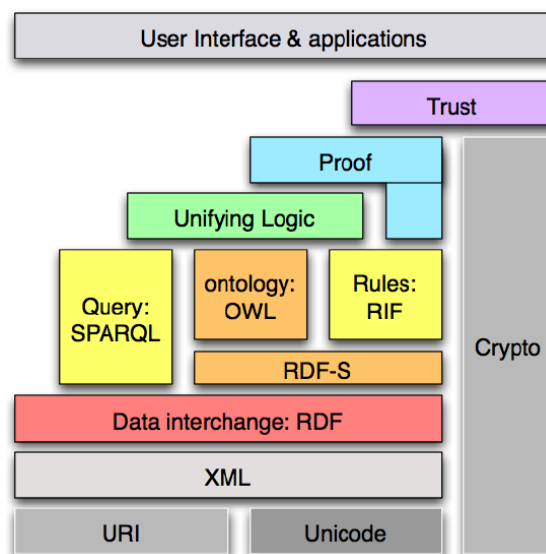 User Interface & applications
Trust
Proof
Unifying Logic
Query:
SPARQL
ontology:
OWL
Rules:
RIF
Crypto
RDF-S
Data interchange: RDF
XML
URI
Unicode